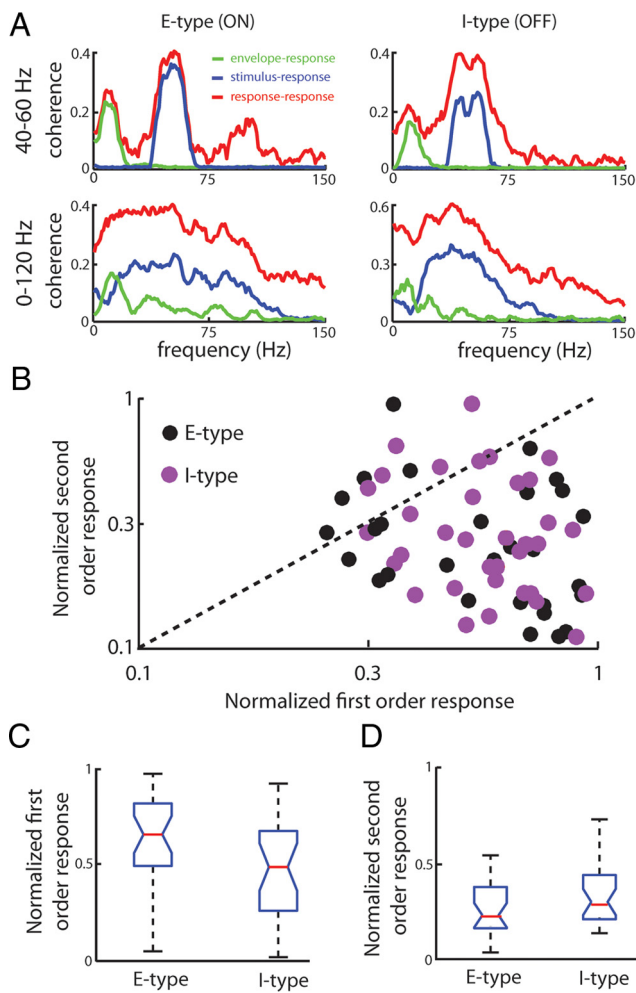 A
E-type (ON)
I-type (OFF)
40-60 Hz
coherence
0.4
0.2
0
envelope-response
stimulus-response
response-response
0
75
150
0.4
0.2
0
0
75
150
0-120 Hz
coherence
0.4
0.2
0
0
75
150
frequency (Hz)
0.6
0.3
0
0
75
150
frequency (Hz)
B
Normalized second
order response
1
0.3
0.1
E-type
I-type
0.1
0.3
1
Normalized first order response
C
Normalized first
order response
1
0.5
0
E-type
I-type
D
Normalized second
order response
1
0.5
0
E-type
I-type